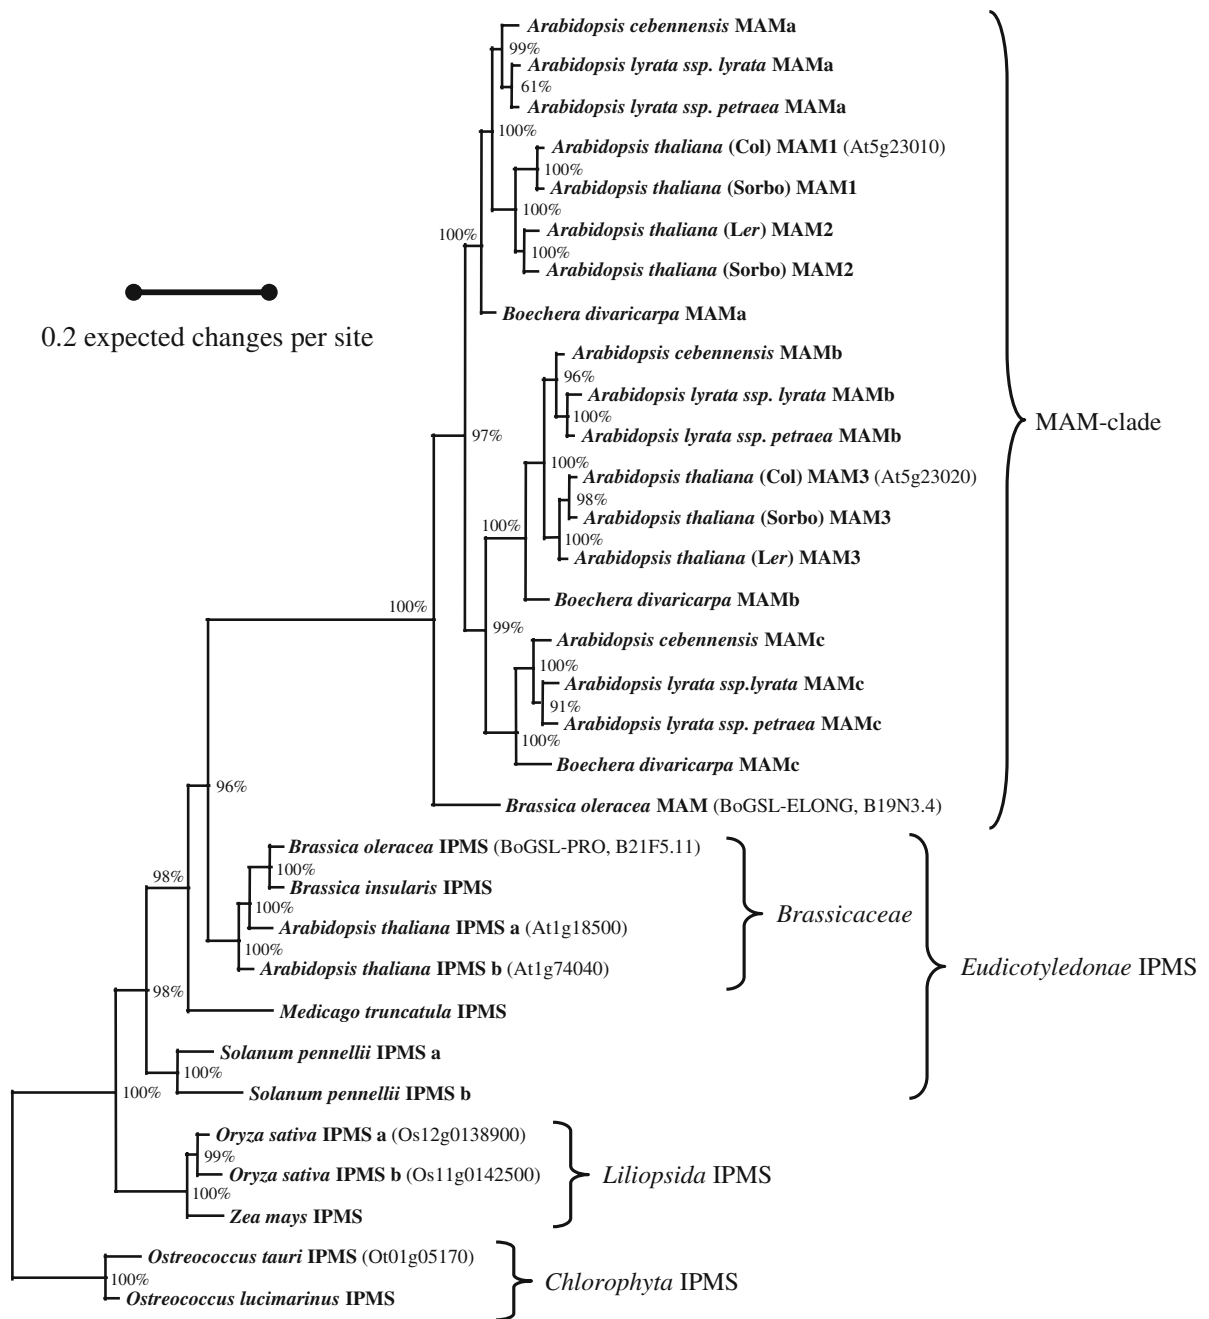 Arabidopsis cebennensis MAMa
99%
Arabidopsis lyrata ssp. lyrata MAMa
61%
Arabidopsis lyrata ssp. petraea MAMa
100%
Arabidopsis thaliana (Col) MAM1 (At5g23010)
100%
Arabidopsis thaliana (Sorbo) MAM1
100%
Arabidopsis thaliana (Ler) MAM2
100%
100%
Arabidopsis thaliana (Sorbo) MAM2
Boechera divaricarpa MAMa
0.2 expected changes per site
Arabidopsis cebennensis MAMb
96%
Arabidopsis lyrata ssp. lyrata MAMb
100%
MAM-clade
97%
Arabidopsis lyrata ssp. petraea MAMb
100%
Arabidopsis thaliana (Col) MAM3 (At5g23020)
98%
Arabidopsis thaliana (Sorbo) MAM3
100%
100%
Arabidopsis thaliana (Ler) MAM3
Boechera divaricarpa MAMb
100%
99%
Arabidopsis cebennensis MAMc
100%
Arabidopsis lyrata ssp.lyrata MAMc
91%
Arabidopsis lyrata ssp. petraea MAMc
100%
Boechera divaricarpa MAMc
96%
Brassica oleracea MAM (BoGSL-ELONG, B19N3.4)
Brassica oleracea IPMS (BoGSL-PRO, B21F5.11)
100%
98%
Brassica insularis IPMS
100%
Brassicaceae
Arabidopsis thaliana IPMS a (At1g18500)
100%
Arabidopsis thaliana IPMS b (At1g74040)
Eudicotyledonae IPMS
98%
Medicago truncatula IPMS
Solanum pennellii IPMS a
100%
100%
Solanum pennellii IPMS b
Oryza sativa IPMS a (Os12g0138900)
99%
Oryza sativa IPMS b (Os11g0142500)
Liliopsida IPMS
100%
Zea mays IPMS
Ostreococcus tauri IPMS (Ot01g05170)
100%
Chlorophyta IPMS
Ostreococcus lucimarinus IPMS